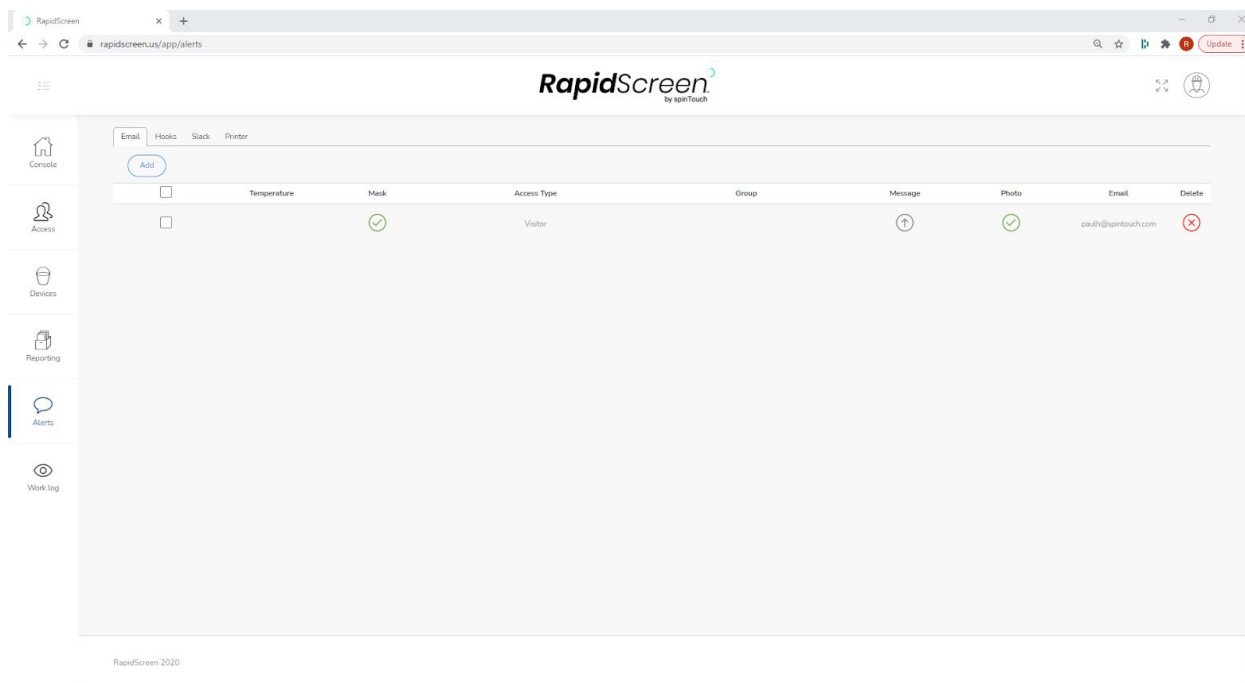 RapidScreen
rapidscreen.us/app/alerts
R
Update
RapidScreen
by spinTouch
Console
Access
Devices
Reporting
Alerts
Work log
Email Hooks Slack Printer
Add
Temperature Mask Access Type Group Message Photo Email Delete
Visitor paulh@spintouch.com
RapidScreen 2020